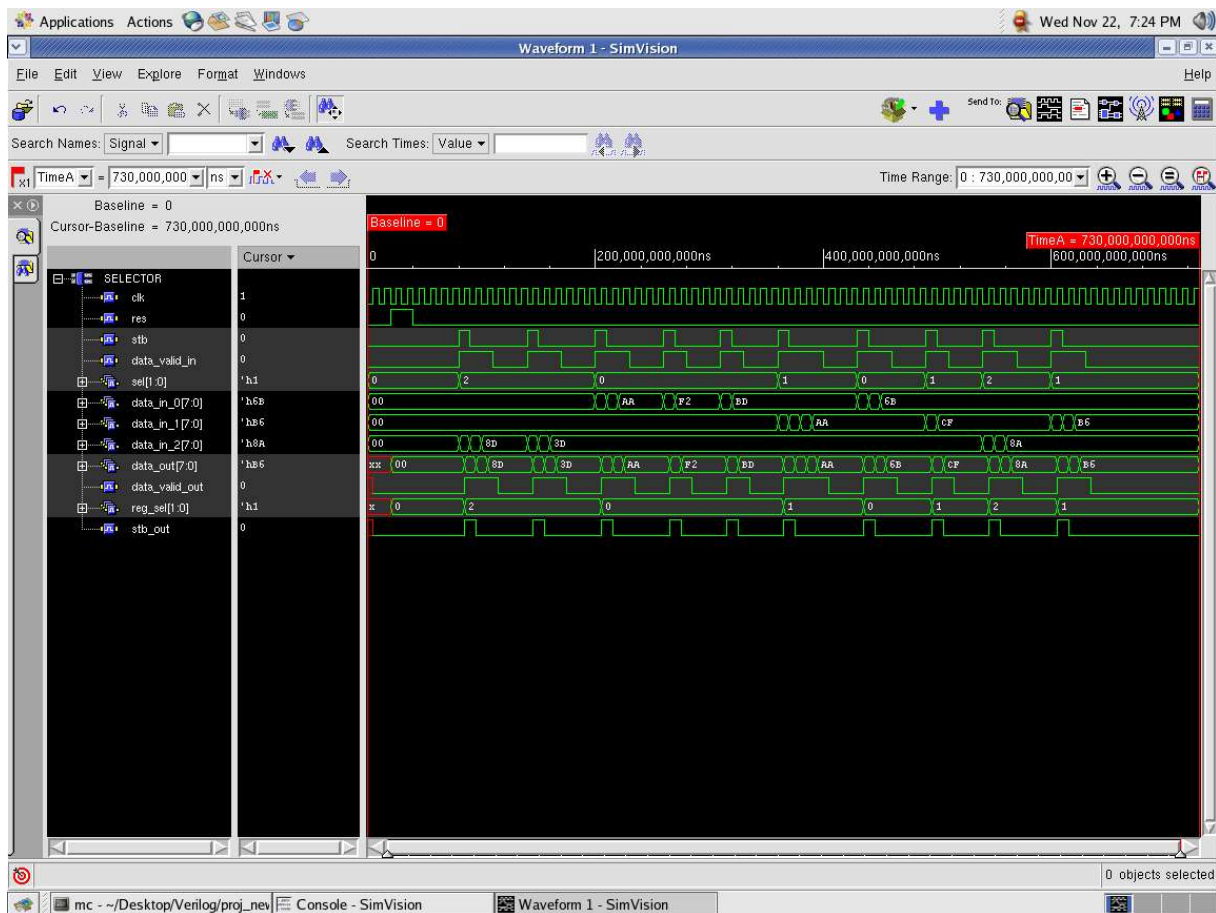 Applications Actions Wed Nov 22, 7:24 PM
Waveform 1 - SimVision
File Edit View Explore Format Windows Help
Send To:
Search Names: Signal Search Times: Value
X1 TimeA = 730,000,000 ns Time Range: 0 : 730,000,000,00
Baseline = 0
Cursor-Baseline = 730,000,000,000ns
Baseline = 0
TimeA = 730,000,000,000ns
Cursor 0 200,000,000,000ns 400,000,000,000ns 600,000,000,000ns
SELECTOR
clk 1
res 0
stb 0
data_valid_in 0
sel[1:0] 'h1 0 2 0 1 0 1 2 1
data_in_0[7:0] 'h6B 00 AA F2 BD 6B
data_in_1[7:0] 'hB6 00 AA CF B6
data_in_2[7:0] 'h8A 00 8D 3D 8A
data_out[7:0] 'hB6 xx 00 8D 3D AA F2 BD AA 6B CF 8A B6
data_valid_out 0
reg_sel[1:0] 'h1 x 0 2 0 1 0 1 2 1
stb_out 0
0 objects selected
mc - ~/Desktop/Verilog/proj_new Console - SimVision Waveform 1 - SimVision